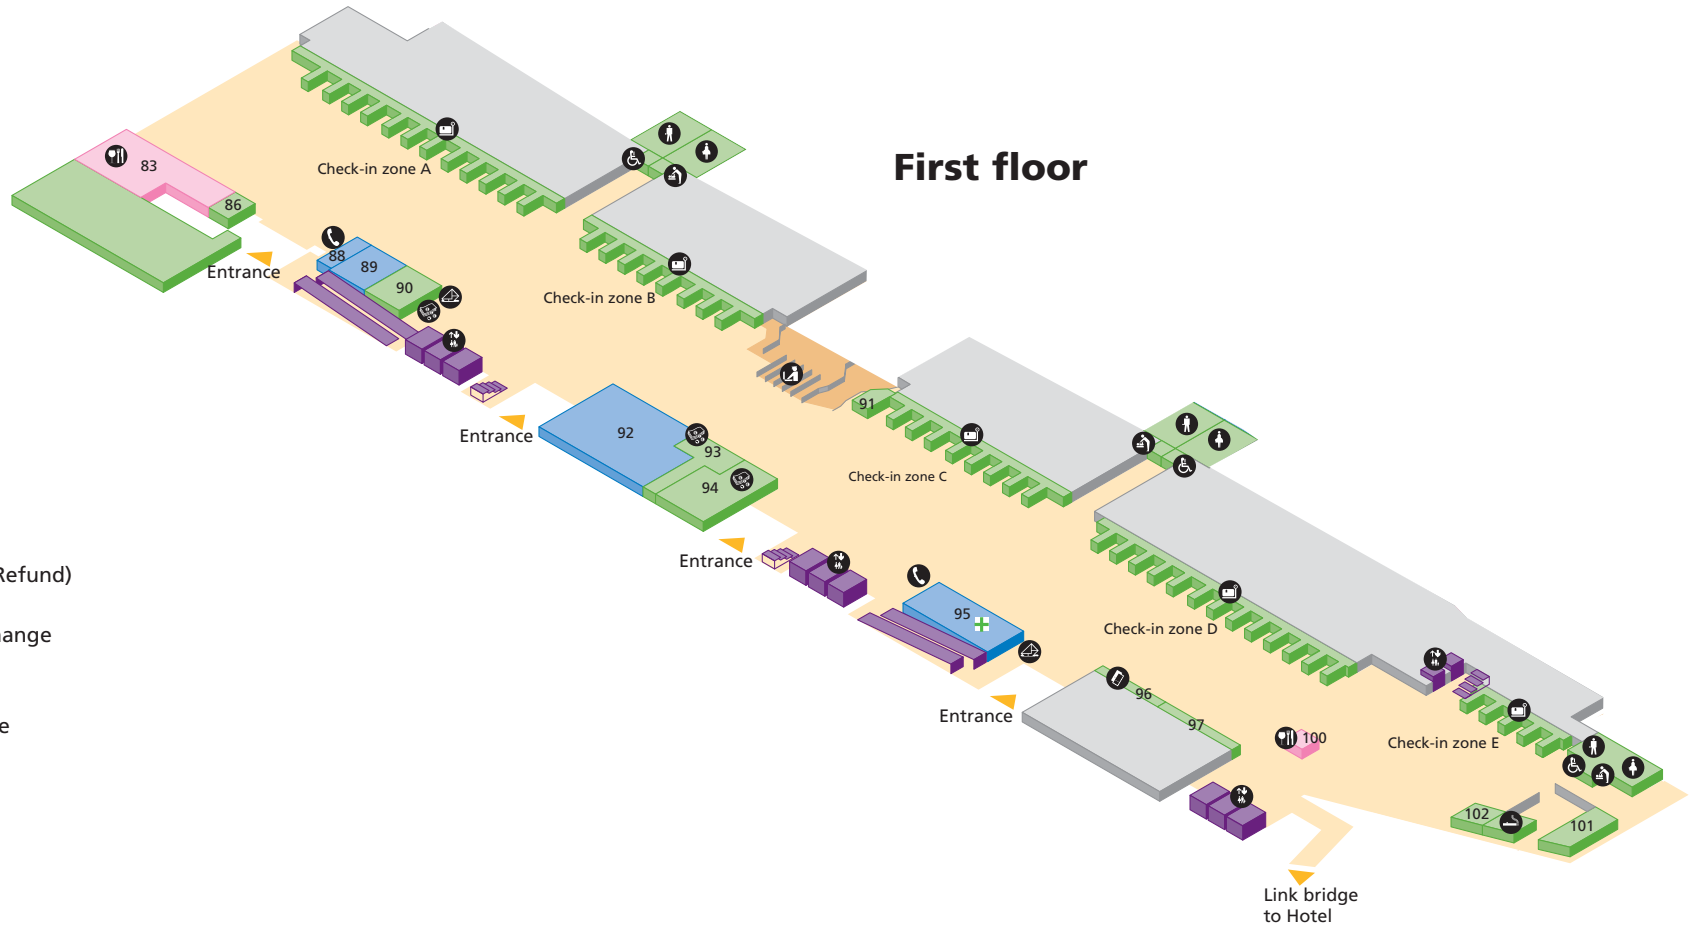 First floor
Check-in zone A
83
86
88
89
90
Entrance
Check-in zone B
91
92
93
94
Entrance
Check-in zone C
Entrance
95
Check-in zone D
96
97
Entrance
100
Check-in zone E
102
101
Link bridge
to Hotel
Refund)
ange
e